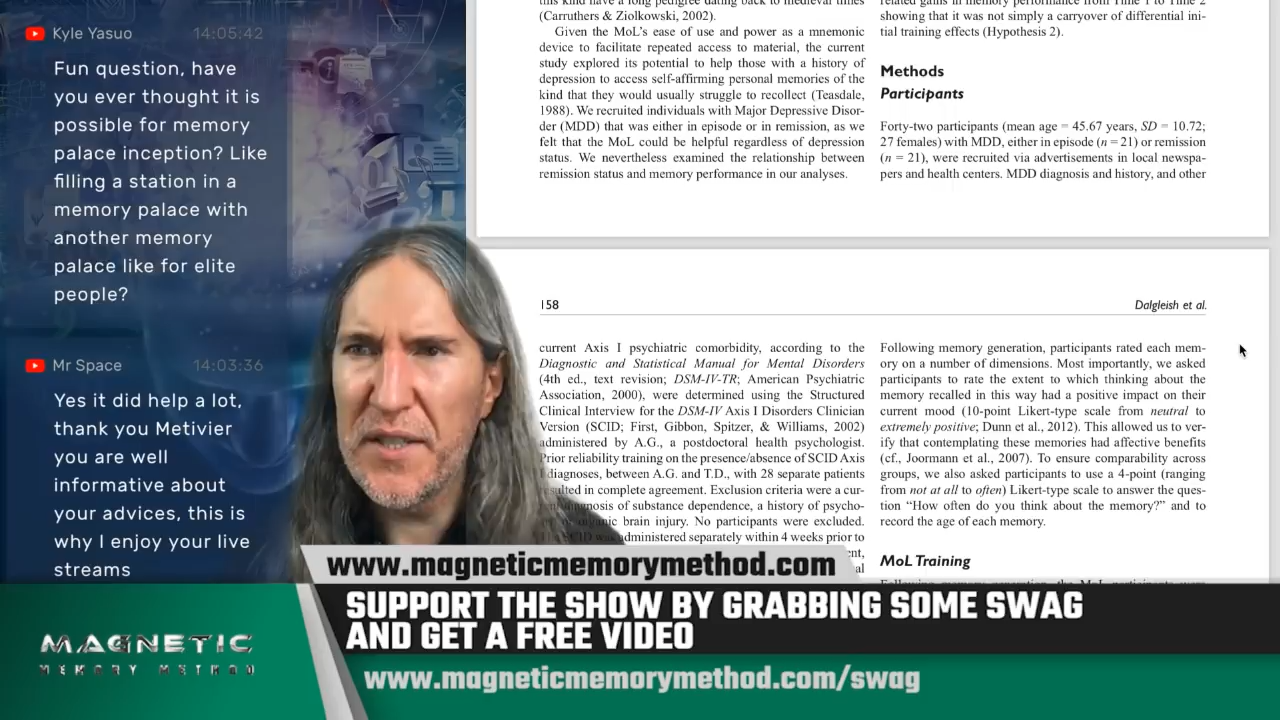 Kyle Yasuo 14:05:42
Fun question, have
you ever thought it is
possible for memory
palace inception? Like
filling a station in a
memory palace with
another memory
palace like for elite
people?
Mr Space 14:03:36
Yes it did help a lot,
thank you Metivier
you are well
informative about
your advices, this is
why I enjoy your live
streams
this kind have a long pedigree dating back to medieval times
(Carruthers & Ziolkowski, 2002).
Given the MoL's ease of use and power as a mnemonic
device to facilitate repeated access to material, the current
study explored its potential to help those with a history of
depression to access self-affirming personal memories of the
kind that they would usually struggle to recollect (Teasdale,
1988). We recruited individuals with Major Depressive Disor-
der (MDD) that was either in episode or in remission, as we
felt that the MoL could be helpful regardless of depression
status. We nevertheless examined the relationship between
remission status and memory performance in our analyses.
related gains in memory performance from Time 1 to Time 2
showing that it was not simply a carryover of differential ini-
tial training effects (Hypothesis 2).
Methods
Participants
Forty-two participants (mean age = 45.67 years, SD = 10.72;
27 females) with MDD, either in episode (n = 21) or remission
(n = 21), were recruited via advertisements in local newspa-
pers and health centers. MDD diagnosis and history, and other
158 Dalgleish et al.
current Axis I psychiatric comorbidity, according to the
Diagnostic and Statistical Manual for Mental Disorders
(4th ed., text revision; DSM-IV-TR; American Psychiatric
Association, 2000), were determined using the Structured
Clinical Interview for the DSM-IV Axis I Disorders Clinician
Version (SCID; First, Gibbon, Spitzer, & Williams, 2002)
administered by A.G., a postdoctoral health psychologist.
Prior reliability training on the presence/absence of SCID Axis
diagnoses, between A.G. and T.D., with 28 separate patients
resulted in complete agreement. Exclusion criteria were a cur-
diagnosis of substance dependence, a history of psycho-
organic brain injury. No participants were excluded.
administered separately within 4 weeks prior to
Following memory generation, participants rated each mem-
ory on a number of dimensions. Most importantly, we asked
participants to rate the extent to which thinking about the
memory recalled in this way had a positive impact on their
current mood (10-point Likert-type scale from neutral to
extremely positive; Dunn et al., 2012). This allowed us to ver-
ify that contemplating these memories had affective benefits
(cf., Joormann et al., 2007). To ensure comparability across
groups, we also asked participants to use a 4-point (ranging
from not at all to often) Likert-type scale to answer the ques-
tion “How often do you think about the memory?” and to
record the age of each memory.
MoL Training
www.magneticmemorymethod.com
SUPPORT THE SHOW BY GRABBING SOME SWAG
AND GET A FREE VIDEO
www.magneticmemorymethod.com/swag
MAGNETIC
MEMORY METHOD